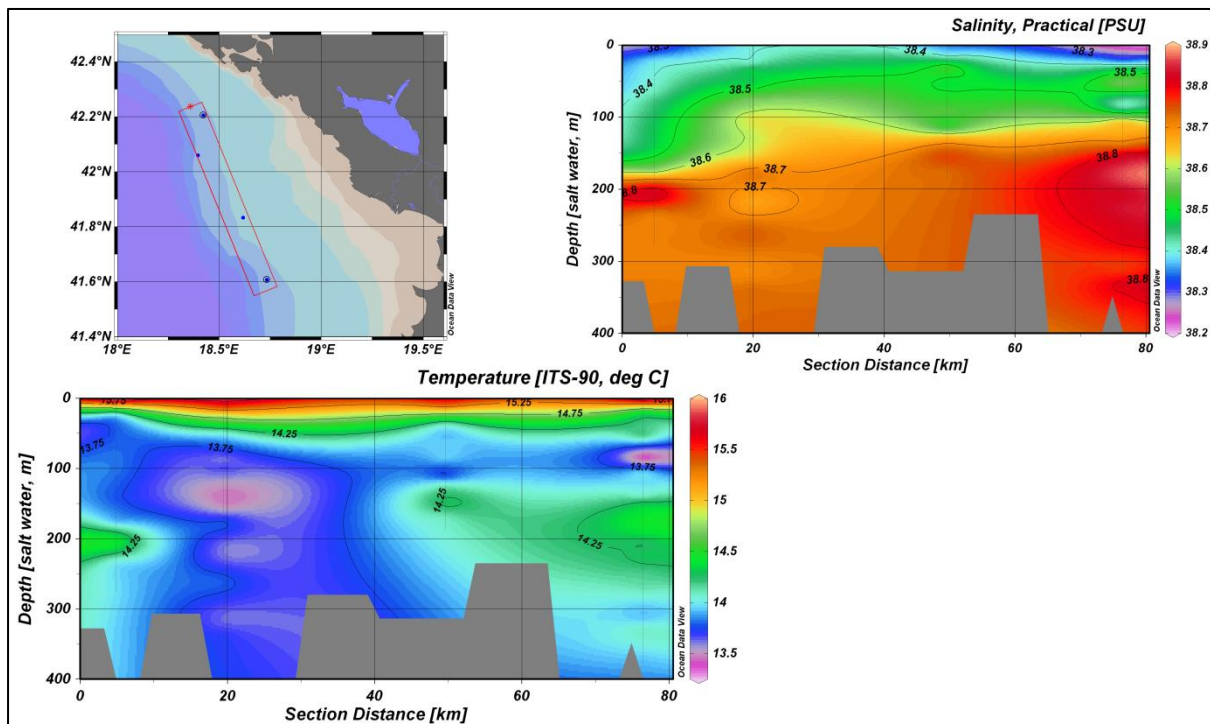 42.4°N
42.2°N
42°N
41.8°N
41.6°N
41.4°N
18°E
18.5°E
19°E
19.5°E
Ocean Data View
Salinity, Practical [PSU]
Depth [salt water, m]
0
100
200
300
400
38.3
38.4
38.3
38.4
38.5
38.5
38.6
38.7
38.7
38.8
38.8
0
20
40
60
80
Section Distance [km]
Ocean Data View
38.9
38.8
38.7
38.6
38.5
38.4
38.3
38.2
Temperature [ITS-90, deg C]
Depth [salt water, m]
0
100
200
300
400
15.25
14.75
14.75
14.25
13.75
13.75
13.75
14.25
14.25
14.25
0
20
40
60
80
Section Distance [km]
Ocean Data View
16
15.5
15
14.5
14
13.5